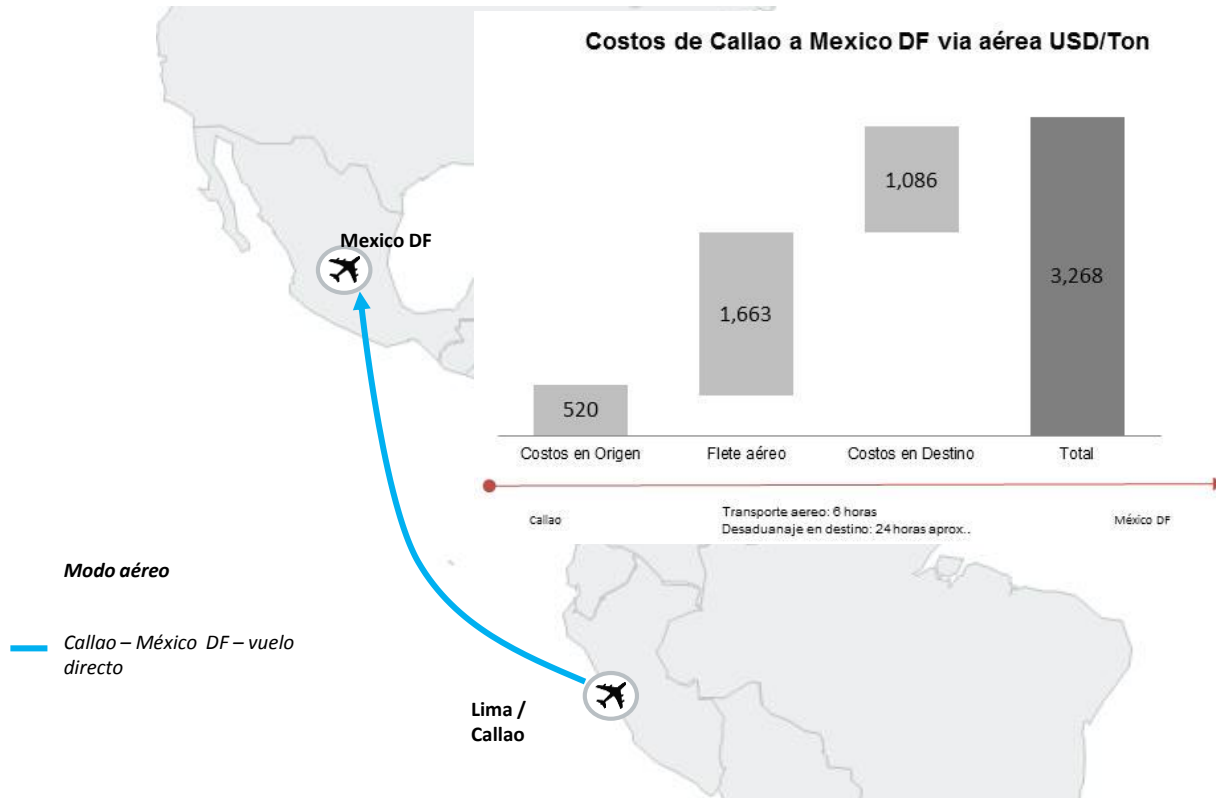 Costos de Callao a Mexico DF via aérea USD/Ton
1,086
Mexico DF
3,268
1,663
520
Costos en Origen
Flete aéreo
Costos en Destino
Total
Callao
Transporte aereo: 6 horas
Desaduanaje en destino: 24 horas aprox..
México DF
Modo aéreo
Callao – México DF – vuelo
directo
Lima /
Callao